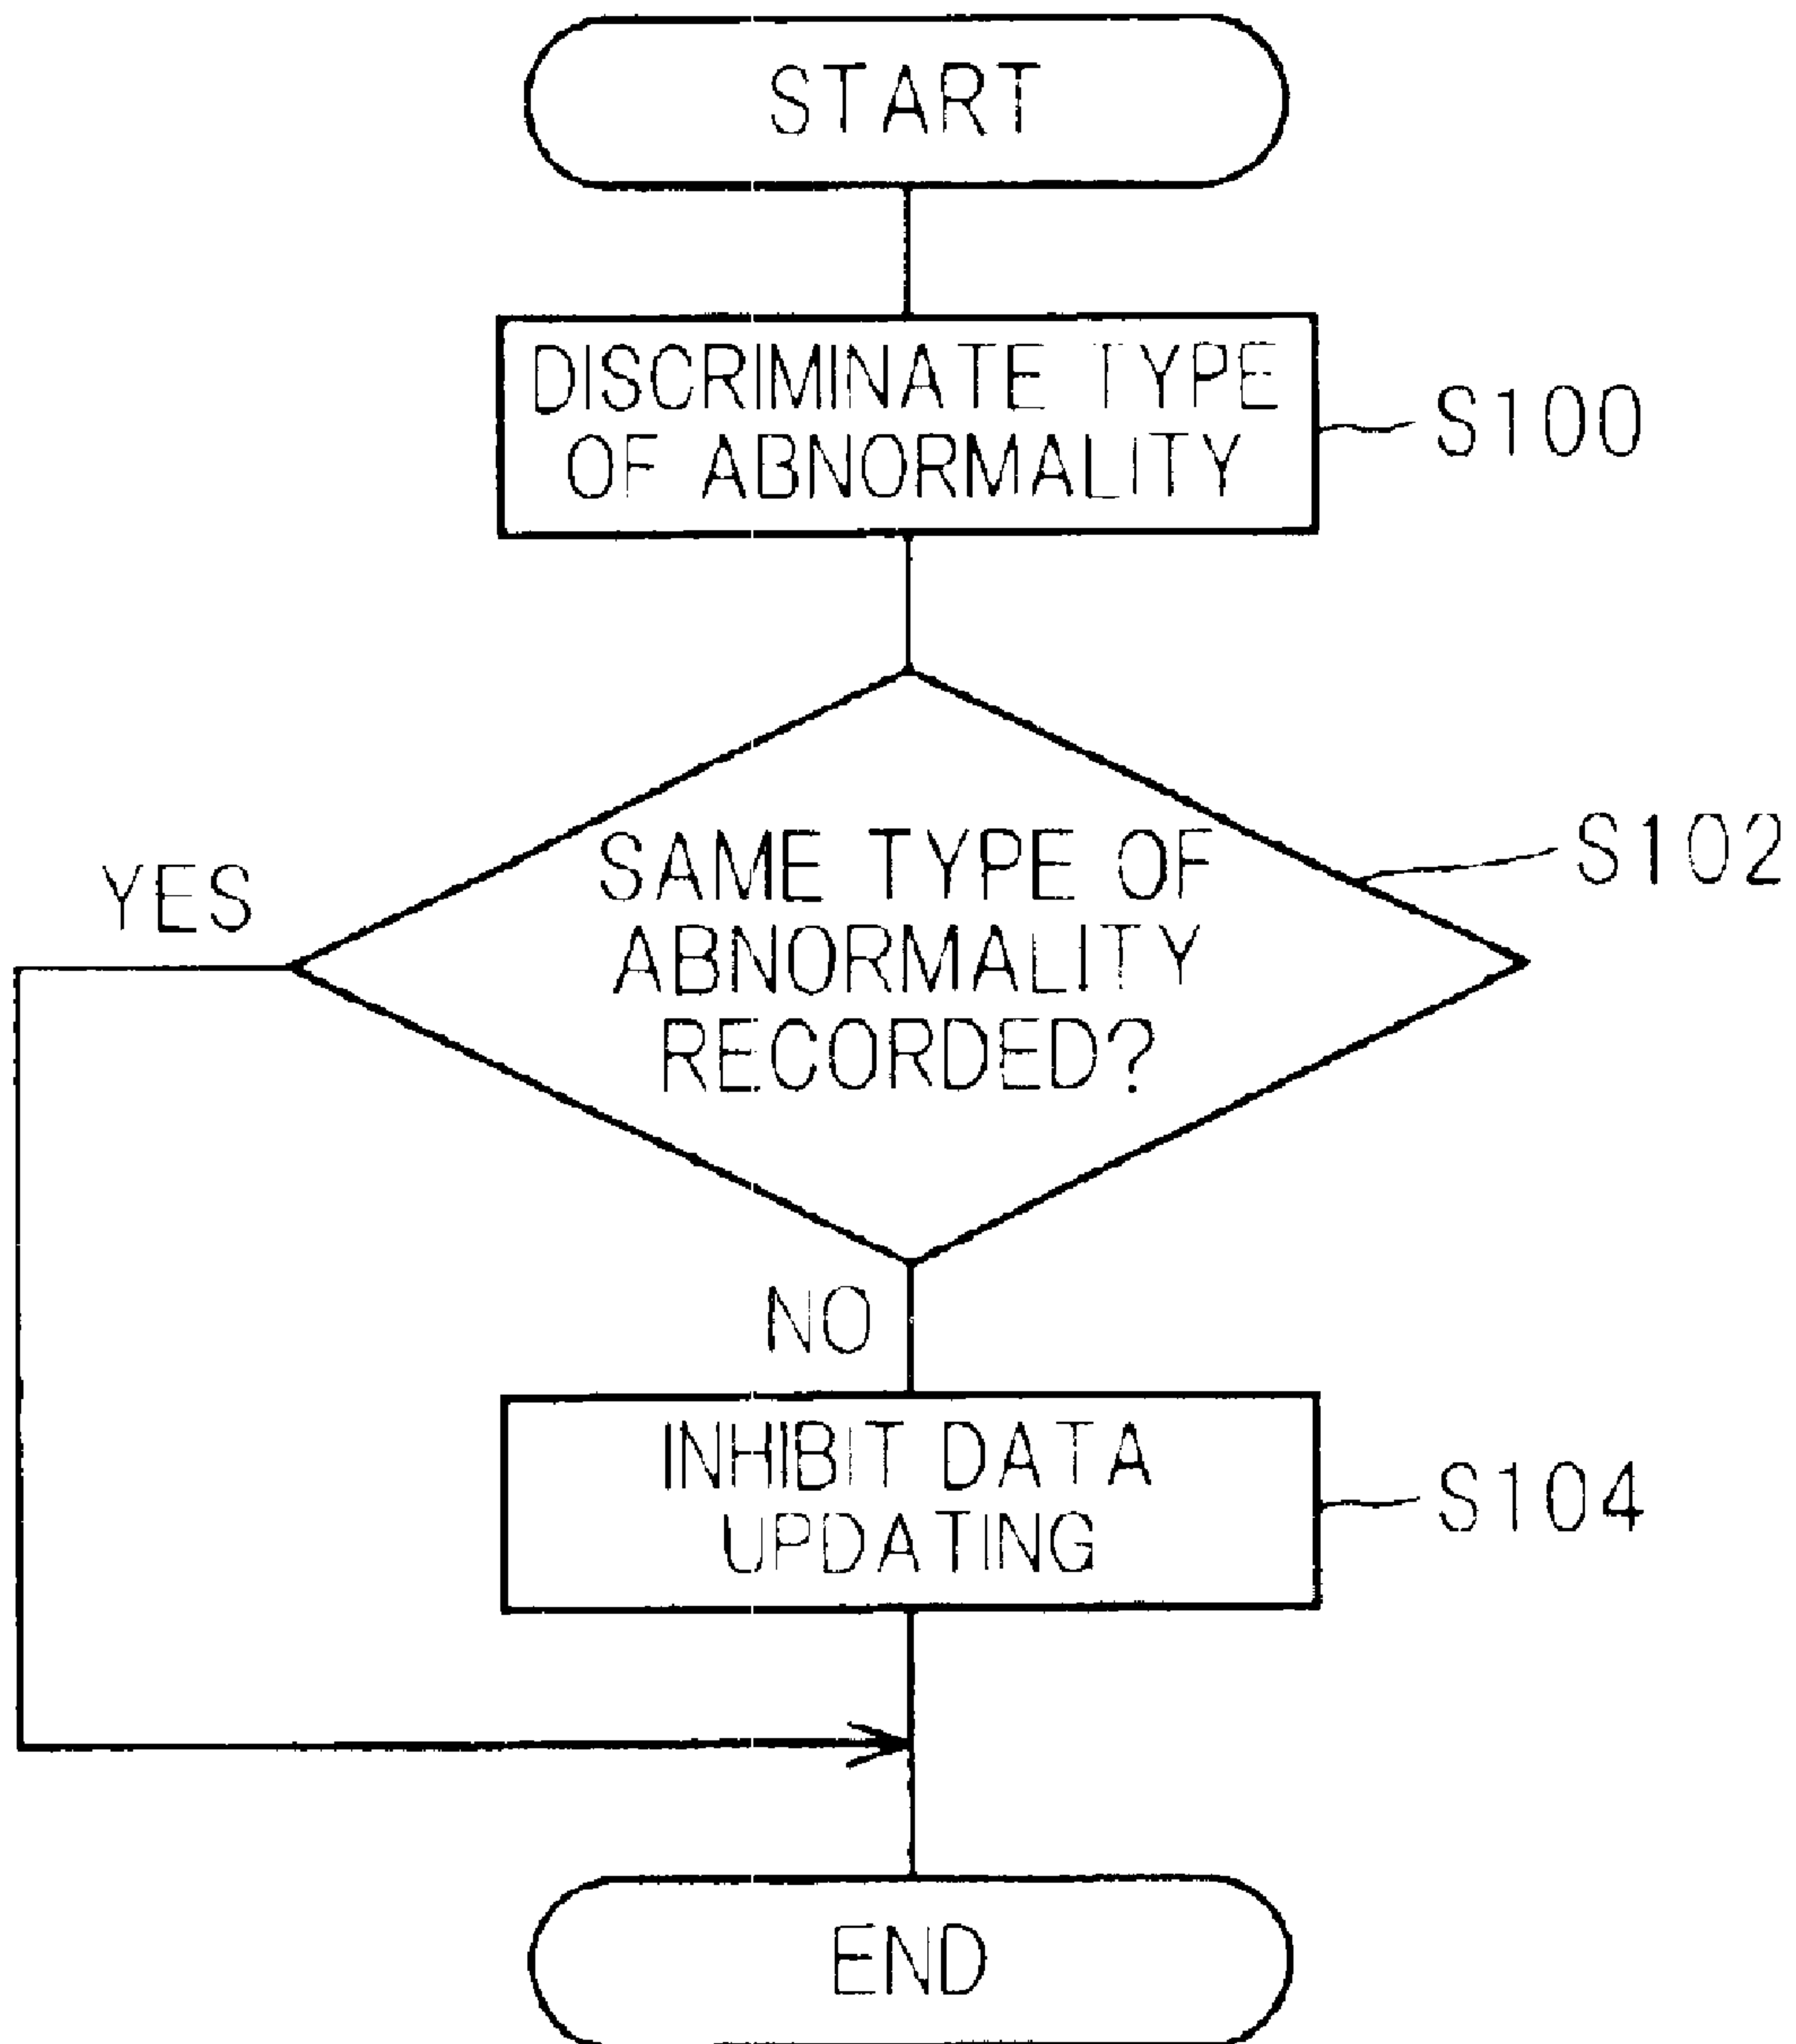 START
DISCRIMINATE TYPE
OF ABNORMALITY
S100
SAME TYPE OF
ABNORMALITY
RECORDED?
S102
YES
NO
INHIBIT DATA
UPDATING
S104
END